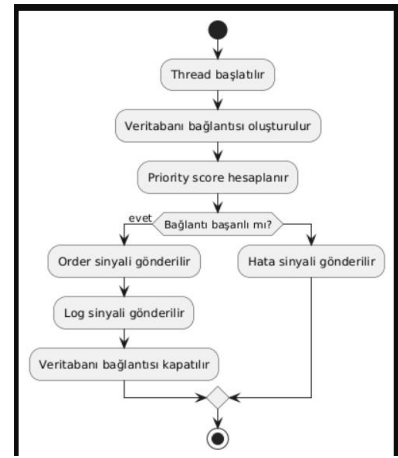 Thread başlatılır
Veritabanı bağlantısı oluşturulur
Priority score hesaplanır
evet
Bağlantı başarılı mı?
Order sinyali gönderilir
Hata sinyali gönderilir
Log sinyali gönderilir
Veritabanı bağlantısı kapatılır